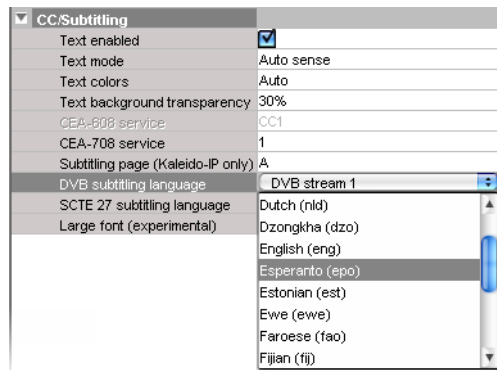 CC/Subtitling
Text enabled
Text mode Auto sense
Text colors Auto
Text background transparency 30%
CEA-608 service CC1
CEA-708 service 1
Subtitling page (Kaleido-IP only) A
DVB subtitling language DVB stream 1
SCTE 27 subtitling language Dutch (nld)
Large font (experimental) Dzongkha (dzo)
English (eng)
Esperanto (epo)
Estonian (est)
Ewe (ewe)
Faroese (fao)
Fijian (fij)